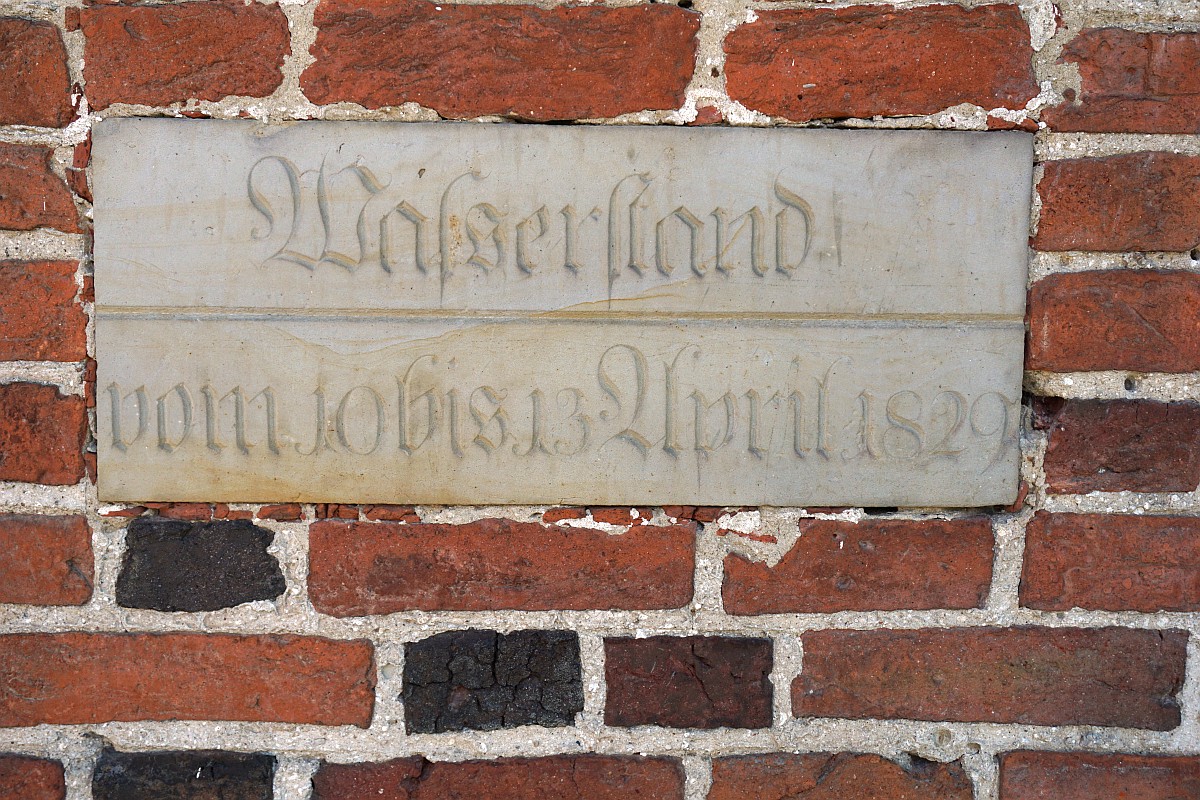 Waſserſtand
vom 10 bis 13 April 1829